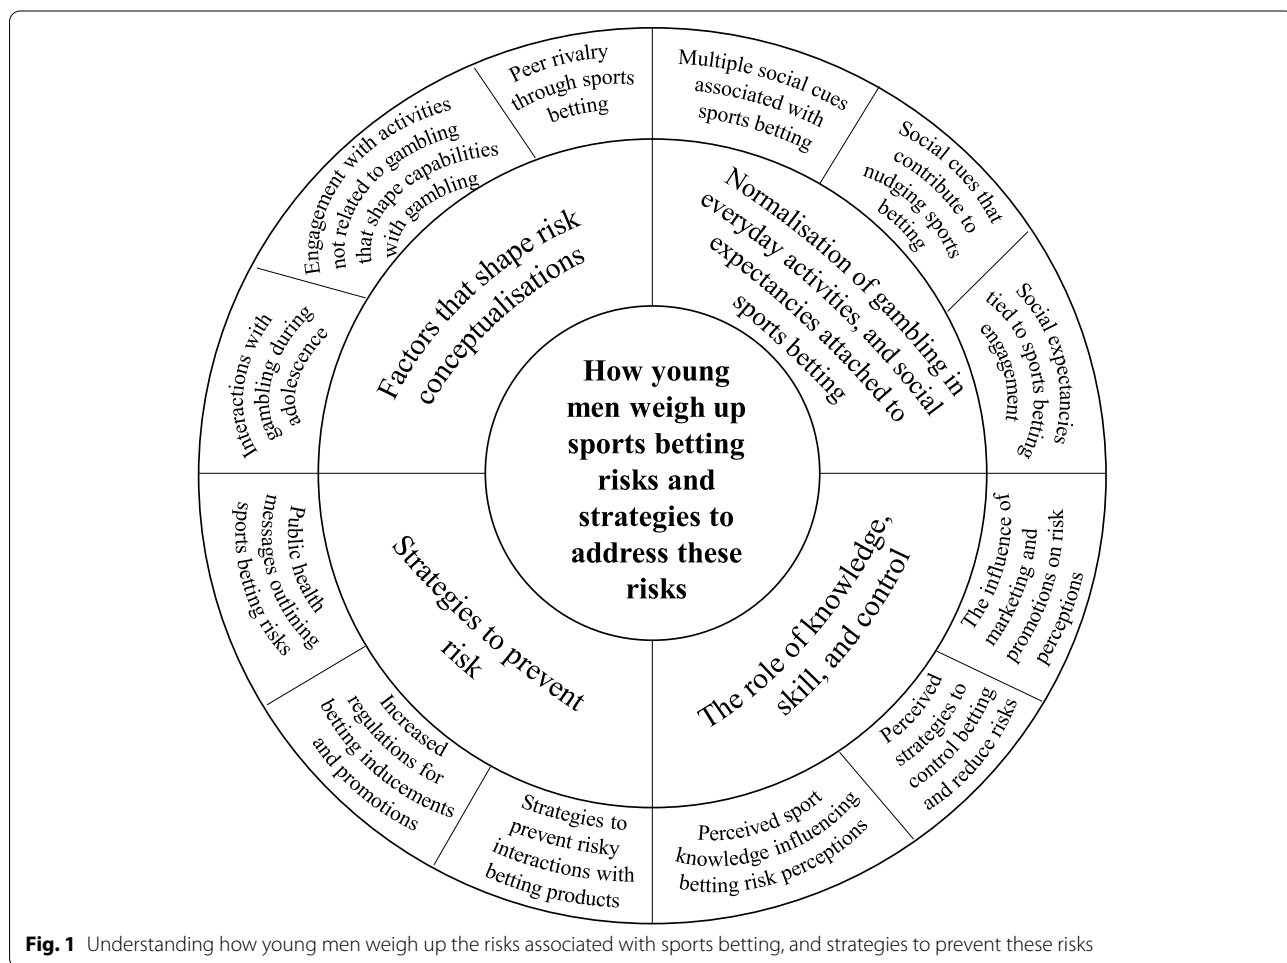 Peer rivalry
through sports
betting
Multiple social cues
associated with
sports betting
Social cues that
contribute to
nudging sports
betting
Social expectancies
tied to sports betting
engagement
The influence of
marketing and
promotions on risk
perceptions
Perceived
strategies to
control betting
and reduce risks
Perceived sport
knowledge influencing
betting risk perceptions
Strategies to
prevent risky
interactions with
betting products
Increased
regulations for
betting inducements
and promotions
Public health
messages outlining
sports betting risks
Interactions with
gambling during
adolescence
Engagement with activities
not related to gambling
that shape capabilities
with gambling
Factors that shape risk
conceptualisations
Normalisation of gambling in
everyday activities, and social
expectancies attached to
sports betting
The role of knowledge,
skill, and control
Strategies to prevent
risk
How young
men weigh up
sports betting
risks and
strategies to
address these
risks
Fig. 1 Understanding how young men weigh up the risks associated with sports betting, and strategies to prevent these risks